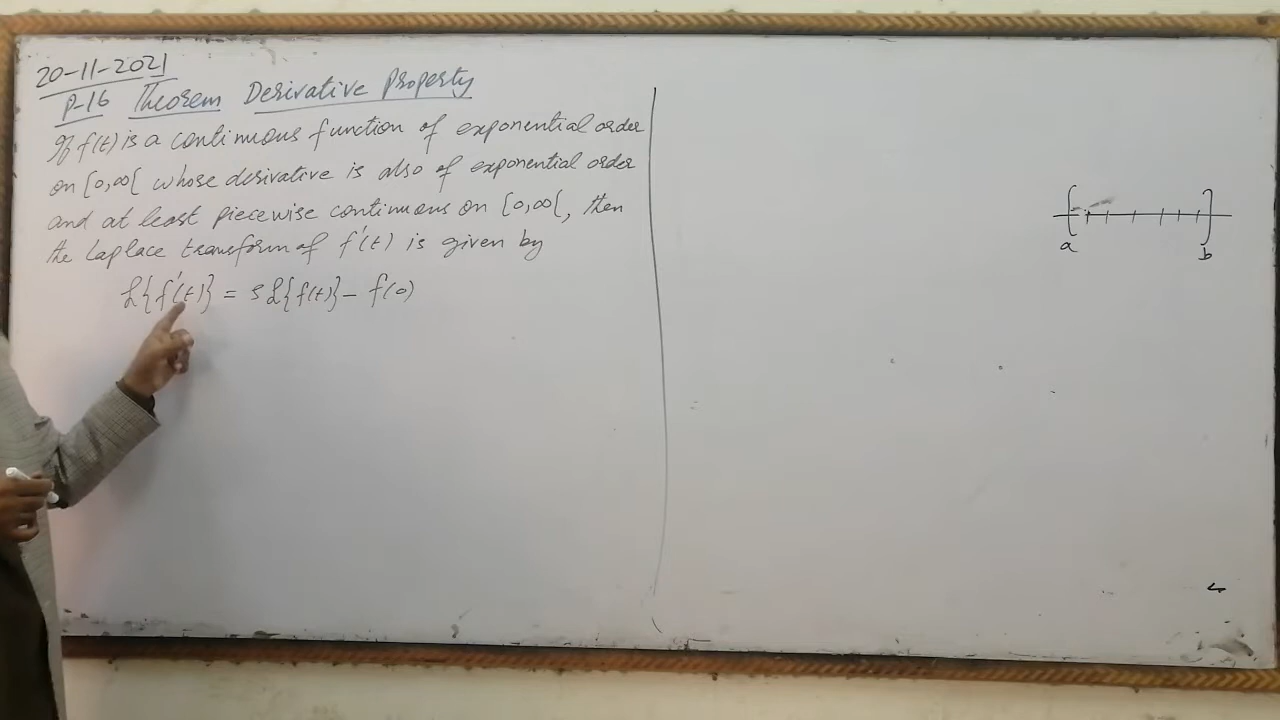 20-11-2021
P-16 Theorem Derivative Property
If f(t) is a continuous function of exponential order
on [0,∞[ whose derivative is also of exponential order
and at least piecewise continuous on [0,∞[, then
the Laplace transform of f'(t) is given by
ℒ{f'(t)} = sℒ{f(t)} - f(0)
[ ]
a b